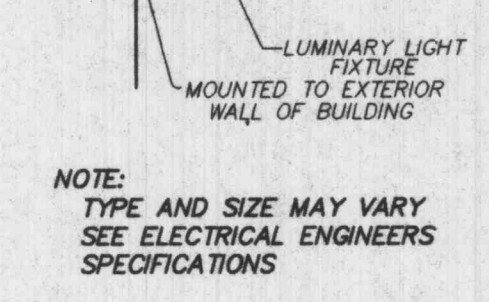 LUMINARY LIGHT
FIXTURE
MOUNTED TO EXTERIOR
WALL OF BUILDING
NOTE:
TYPE AND SIZE MAY VARY
SEE ELECTRICAL ENGINEERS
SPECIFICATIONS